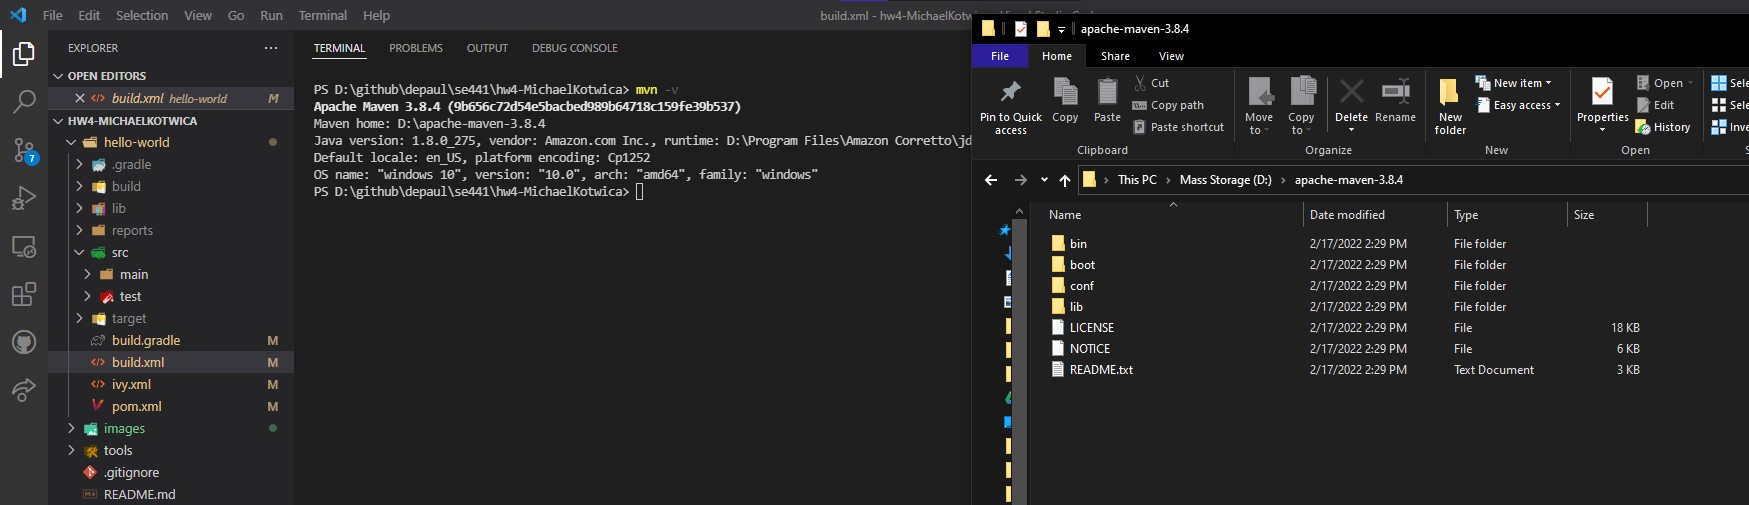 File Edit Selection View Go Run Terminal Help
build.xml - hw4-MichaelKotwica
EXPLORER
OPEN EDITORS
build.xml hello-world M
HW4-MICHAELKOTWICA
hello-world
.gradle
build
lib
reports
src
main
test
target
build.gradle M
build.xml M
ivy.xml M
pom.xml M
images
tools
.gitignore
README.md
7
TERMINAL PROBLEMS OUTPUT DEBUG CONSOLE
PS D:\github\depaul\se441\hw4-MichaelKotwica> mvn -v
Apache Maven 3.8.4 (9b656c72d54e5bacbed989b64718c159fe39b537)
Maven home: D:\apache-maven-3.8.4
Java version: 1.8.0_275, vendor: Amazon.com Inc., runtime: D:\Program Files\Amazon Corretto\jd
Default locale: en_US, platform encoding: Cp1252
OS name: "windows 10", version: "10.0", arch: "amd64", family: "windows"
PS D:\github\depaul\se441\hw4-MichaelKotwica>
apache-maven-3.8.4
File Home Share View
Pin to Quick access
Copy
Paste
Cut
Copy path
Paste shortcut
Clipboard
Move to
Copy to
Delete
Rename
Organize
New folder
New item
Easy access
New
Properties
Open
Edit
History
Open
Sele
Sele
Inve
This PC > Mass Storage (D:) > apache-maven-3.8.4
Name Date modified Type Size
bin 2/17/2022 2:29 PM File folder
boot 2/17/2022 2:29 PM File folder
conf 2/17/2022 2:29 PM File folder
lib 2/17/2022 2:29 PM File folder
LICENSE 2/17/2022 2:29 PM File 18 KB
NOTICE 2/17/2022 2:29 PM File 6 KB
README.txt 2/17/2022 2:29 PM Text Document 3 KB